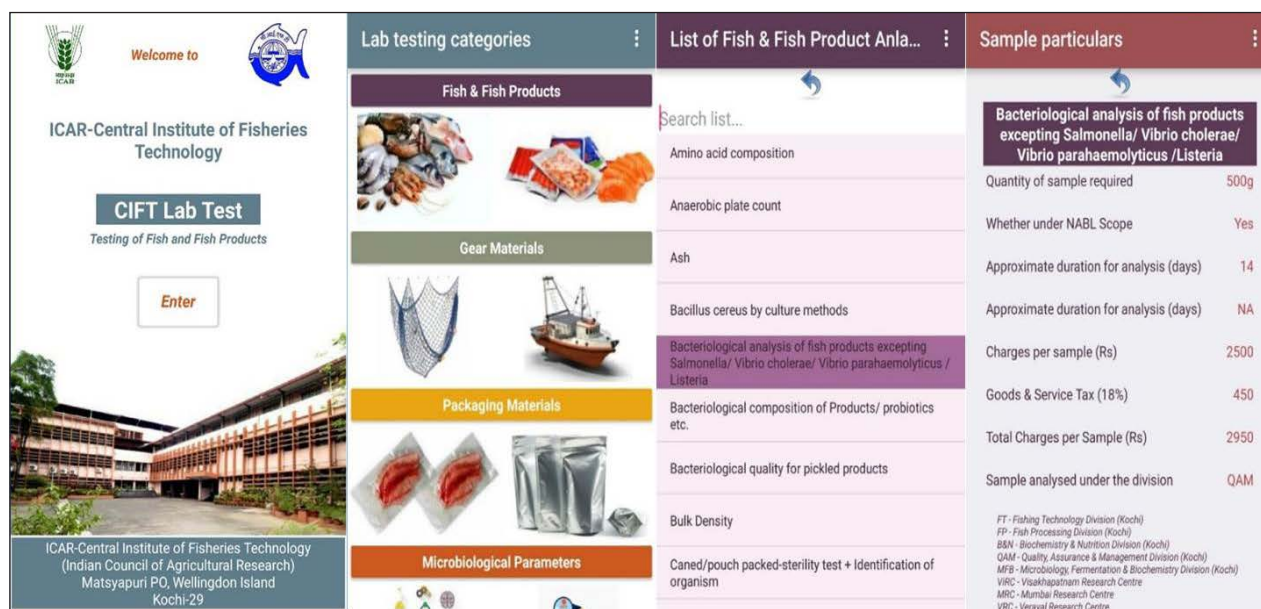 ICAR
Welcome to
ICAR-Central Institute of Fisheries
Technology
CIFT Lab Test
Testing of Fish and Fish Products
Enter
ICAR-Central Institute of Fisheries Technology
(Indian Council of Agricultural Research)
Matsyapuri PO, Wellingdon Island
Kochi-29
Lab testing categories
Fish & Fish Products
Gear Materials
Packaging Materials
Microbiological Parameters
List of Fish & Fish Product Anla...
Search list...
Amino acid composition
Anaerobic plate count
Ash
Bacillus cereus by culture methods
Bacteriological analysis of fish products excepting
Salmonella/ Vibrio cholerae/ Vibrio parahaemolyticus /
Listeria
Bacteriological composition of Products/ probiotics
etc.
Bacteriological quality for pickled products
Bulk Density
Caned/pouch packed-sterility test + Identification of
organism
Sample particulars
Bacteriological analysis of fish products
excepting Salmonella/ Vibrio cholerae/
Vibrio parahaemolyticus /Listeria
Quantity of sample required 500g
Whether under NABL Scope Yes
Approximate duration for analysis (days) 14
Approximate duration for analysis (days) NA
Charges per sample (Rs) 2500
Goods & Service Tax (18%) 450
Total Charges per Sample (Rs) 2950
Sample analysed under the division QAM
FT - Fishing Technology Division (Kochi)
FP - Fish Processing Division (Kochi)
B&N - Biochemistry & Nutrition Division (Kochi)
QAM - Quality, Assurance & Management Division (Kochi)
MFB - Microbiology, Fermentation & Biochemistry Division (Kochi)
VIRC - Visakhapatnam Research Centre
MRC - Mumbai Research Centre
VRC - Veraval Research Centre